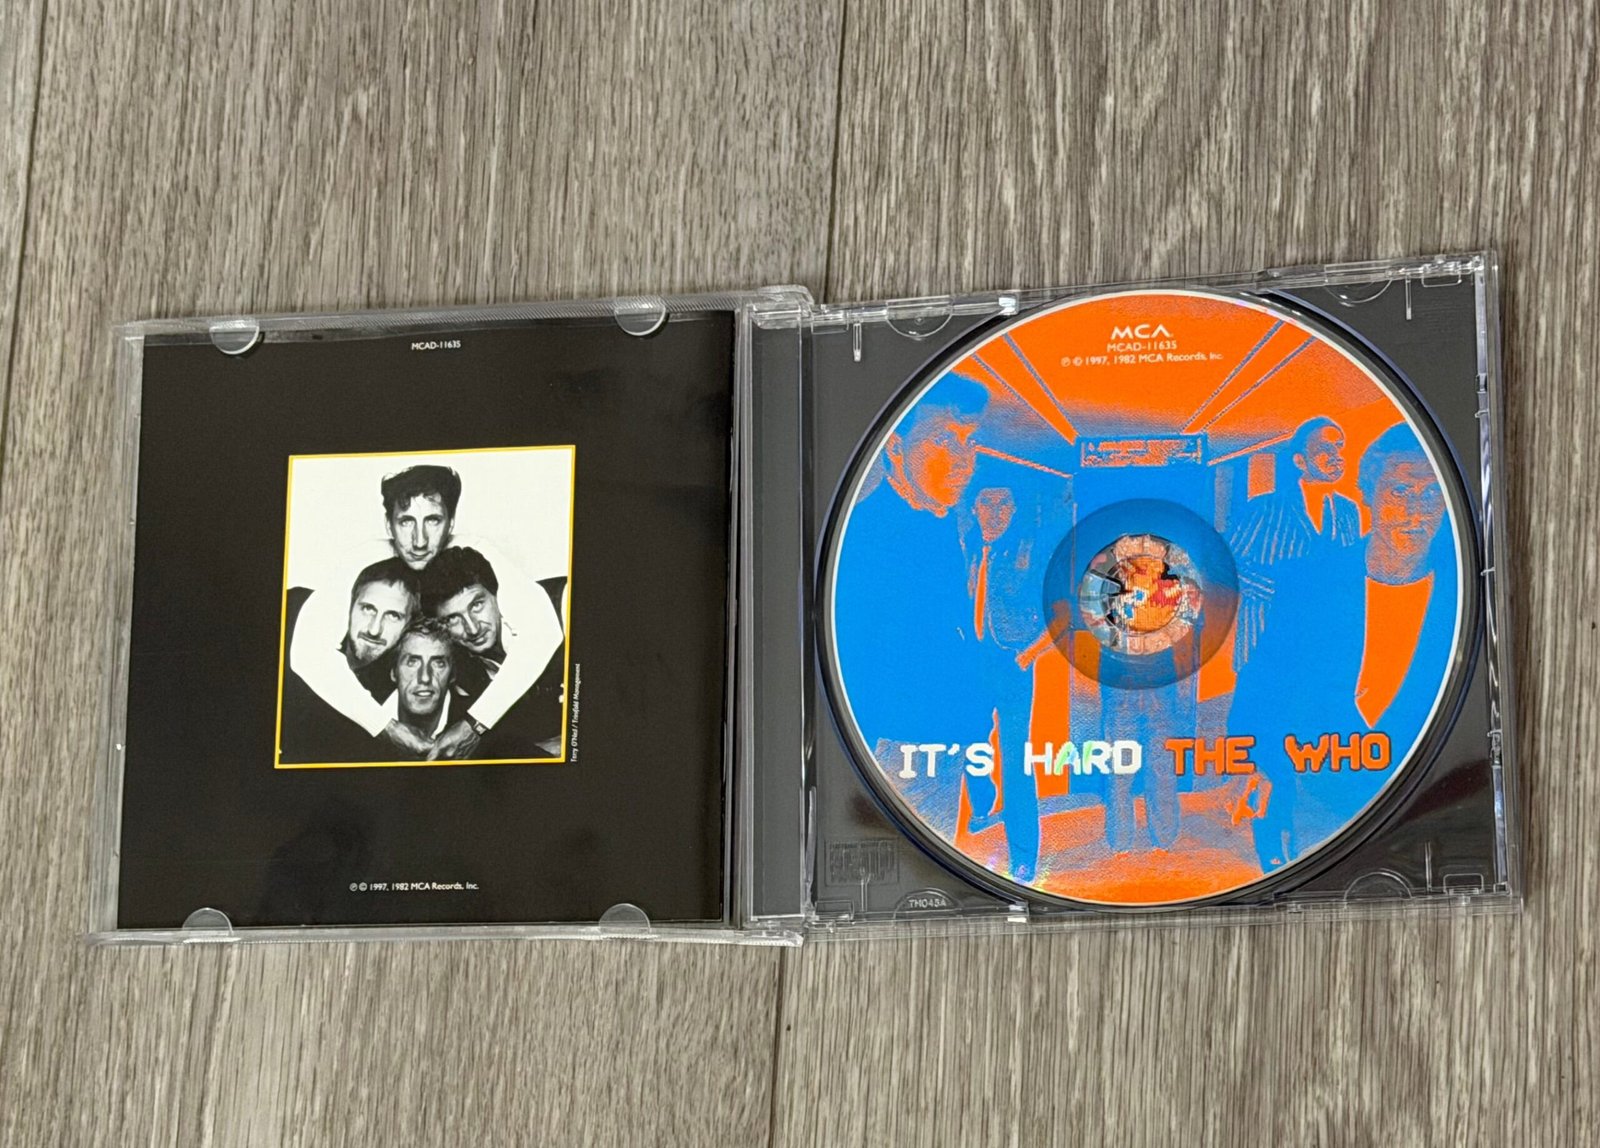 MCAD-11635
Terry O'Neil / Trinifold Management
℗ © 1997, 1982 MCA Records, Inc.
MCA
MCAD-11635
℗ © 1997, 1982 MCA Records, Inc.
IT'S HARD THE WHO
TM045A